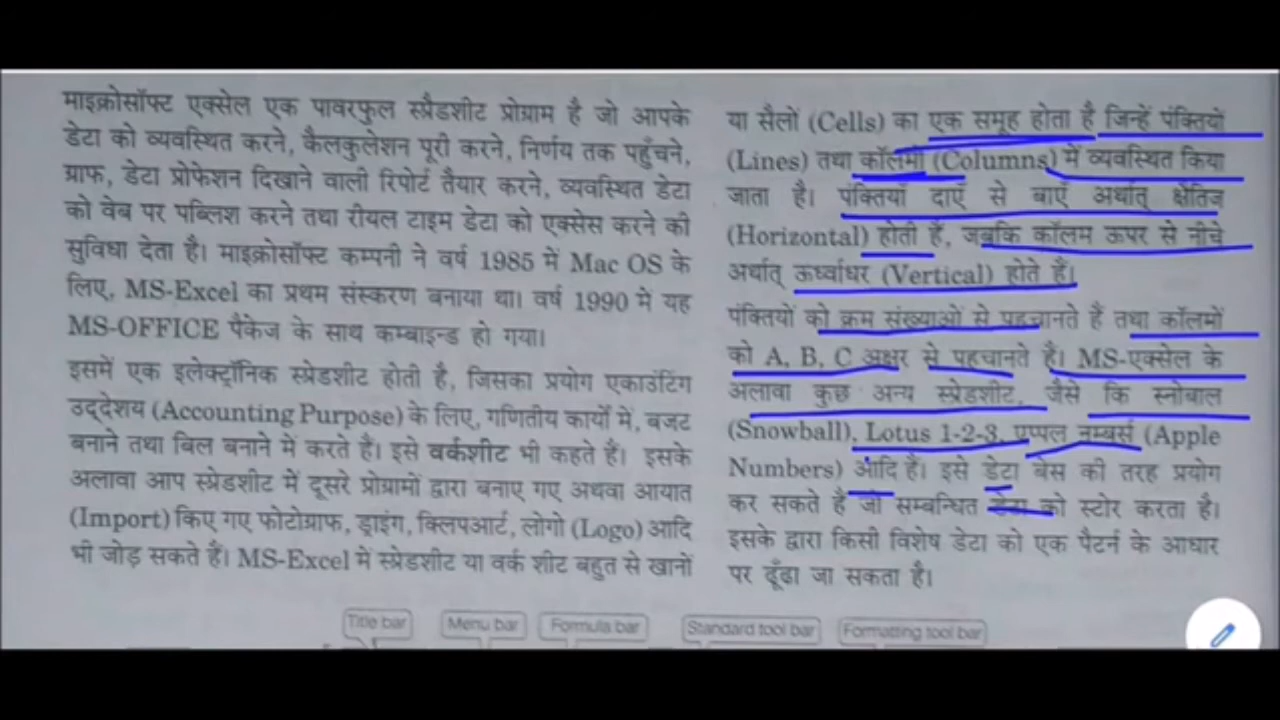 माइक्रोसॉफ्ट एक्सेल एक पावरफुल स्प्रैडशीट प्रोग्राम है जो आपके
डेटा को व्यवस्थित करने, कैलकुलेशन पूरी करने, निर्णय तक पहुँचने,
ग्राफ, डेटा प्रोफेशन दिखाने वाली रिपोर्ट तैयार करने, व्यवस्थित डेटा
को वेब पर पब्लिश करने तथा रीयल टाइम डेटा को एक्सेस करने की
सुविधा देता है। माइक्रोसॉफ्ट कम्पनी ने वर्ष 1985 में Mac OS के
लिए, MS-Excel का प्रथम संस्करण बनाया था। वर्ष 1990 में यह
MS-OFFICE पैकेज के साथ कम्बाइन्ड हो गया।
इसमें एक इलेक्ट्रॉनिक स्प्रेडशीट होती है, जिसका प्रयोग एकाउंटिंग
उद्देशय (Accounting Purpose) के लिए, गणितीय कार्यों में, बजट
बनाने तथा बिल बनाने में करते हैं। इसे वर्कशीट भी कहते हैं। इसके
अलावा आप स्प्रेडशीट में दूसरे प्रोग्रामों द्वारा बनाए गए अथवा आयात
(Import) किए गए फोटोग्राफ, ड्राइंग, क्लिपआर्ट, लोगो (Logo) आदि
भी जोड़ सकते हैं। MS-Excel में स्प्रेडशीट या वर्क शीट बहुत से खानों
या सैलों (Cells) का एक समूह होता है जिन्हें पंक्तियों
(Lines) तथा कॉलमों (Columns) में व्यवस्थित किया
जाता है। पंक्तियाँ दाएँ से बाएँ अर्थात् क्षैतिज
(Horizontal) होती हैं, जबकि कॉलम ऊपर से नीचे
अर्थात् ऊर्ध्वाधर (Vertical) होते हैं।
पंक्तियों को क्रम संख्याओं से पहचानते हैं तथा कॉलमों
को A, B, C अक्षर से पहचानते है। MS-एक्सेल के
अलावा कुछ अन्य स्प्रेडशीट, जैसे कि स्नोबाल
(Snowball), Lotus 1-2-3, एप्पल नम्बर्स (Apple
Numbers) आदि हैं। इसे डेटा बेस की तरह प्रयोग
कर सकते है जो सम्बन्धित डेटा को स्टोर करता है।
इसके द्वारा किसी विशेष डेटा को एक पैटर्न के आधार
पर ढूँढा जा सकता है।
Title bar
Menu bar
Formula bar
Standard tool bar
Formatting tool bar